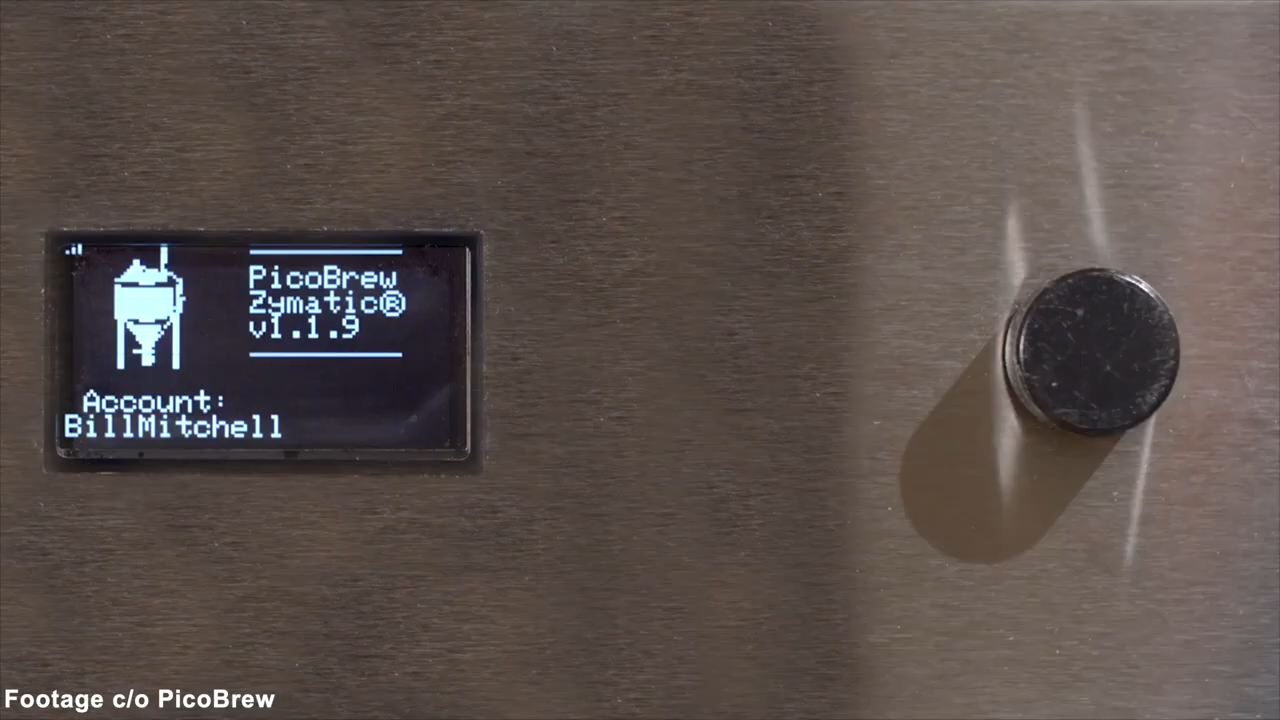 PicoBrew
Zymatic®
v1.1.9
Account:
BillMitchell
Footage c/o PicoBrew